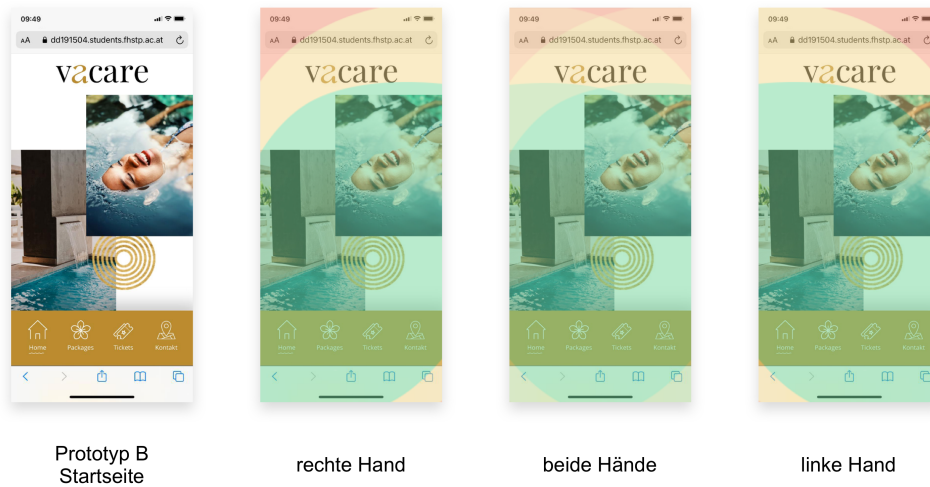 09:49
AA dd191504.students.fhstp.ac.at
vacare
Home Packages Tickets Kontakt
Prototyp B
Startseite
09:49
AA dd191504.students.fhstp.ac.at
vacare
Home Packages Tickets Kontakt
rechte Hand
09:49
AA dd191504.students.fhstp.ac.at
vacare
Home Packages Tickets Kontakt
beide Hände
09:49
AA dd191504.students.fhstp.ac.at
vacare
Home Packages Tickets Kontakt
linke Hand